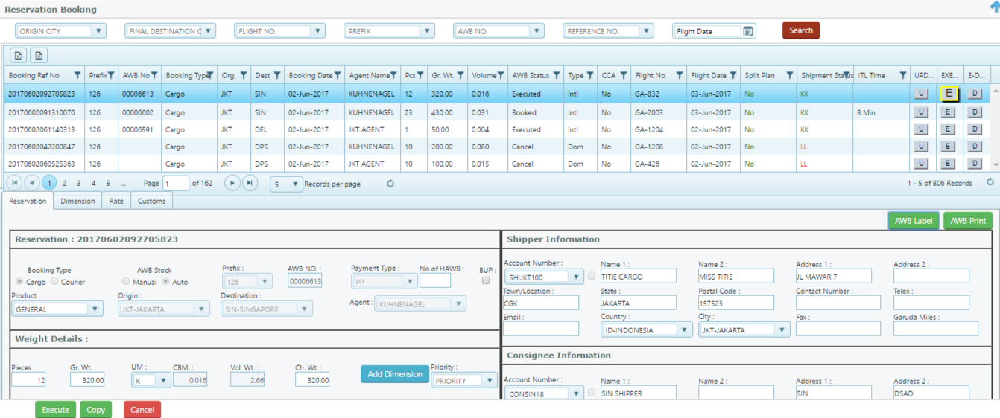 Reservation Booking
ORIGIN CITY FINAL DESTINATION C FLIGHT NO. PREFIX AWB NO. REFERENCE NO. Flight Date Search
Booking Ref No Prefix AWB No Booking Type Org Dest Booking Date Agent Name Pcs Gr. Wt. Volume AWB Status Type CCA Flight No Flight Date Split Plan Shipment Status ITL Time UPD... EXE... E-D...
20170602092705823 126 00006613 Cargo JKT SIN 02-Jun-2017 KUHNENAGEL 12 320.00 0.016 Executed Intl No GA-832 03-Jun-2017 No KK U E D
20170602091310070 126 00006602 Cargo JKT SIN 02-Jun-2017 KUHNENAGEL 23 430.00 0.031 Booked Intl No GA-2003 03-Jun-2017 No KK 8 Min U E D
20170602061140313 126 00006591 Cargo JKT DEL 02-Jun-2017 JKT AGENT 1 50.00 0.004 Executed Intl No GA-1204 02-Jun-2017 No KK U E D
20170602042200847 126 Cargo JKT DPS 02-Jun-2017 KUHNENAGEL 10 200.00 0.080 Cancel Dom No GA-1208 02-Jun-2017 No LL U E D
20170602060525363 126 Cargo JKT DPS 02-Jun-2017 JKT AGENT 10 100.00 0.015 Cancel Dom No GA-426 02-Jun-2017 No LL U E D
1 2 3 4 5 ... Page 1 of 162 5 Records per page 1 - 5 of 806 Records
Reservation Dimension Rate Customs
AWB Label AWB Print
Reservation : 20170602092705823
Booking Type AWB Stock Prefix : AWB NO. : Payment Type : No of HAWB : BUP :
Cargo Courier Manual Auto 126 00006613 PP
Product : Origin : Destination : Agent : KUHNENAGEL
GENERAL JKT-JAKARTA SIN-SINGAPORE
Weight Details :
Pieces : Gr. Wt. : UM : CBM. : Vol. Wt. : Ch. Wt. : Add Dimension Priority :
12 320.00 K 0.016 2.66 320.00 PRIORITY
Shipper Information
Account Number : Name 1 : Name 2 : Address 1 : Address 2 :
SHIJKT100 TITIE CARGO MISS TITIE JL MAWAR 7
Town/Location : State : Postal Code : Contact Number : Telex :
CGK JAKARTA 157523
Email : Country : City : Fax : Garuda Miles :
ID-INDONESIA JKT-JAKARTA
Consignee Information
Account Number : Name 1 : Name 2 : Address 1 : Address 2 :
CONSIN18 SIN SHIPPER SIN DSAD
Execute Copy Cancel